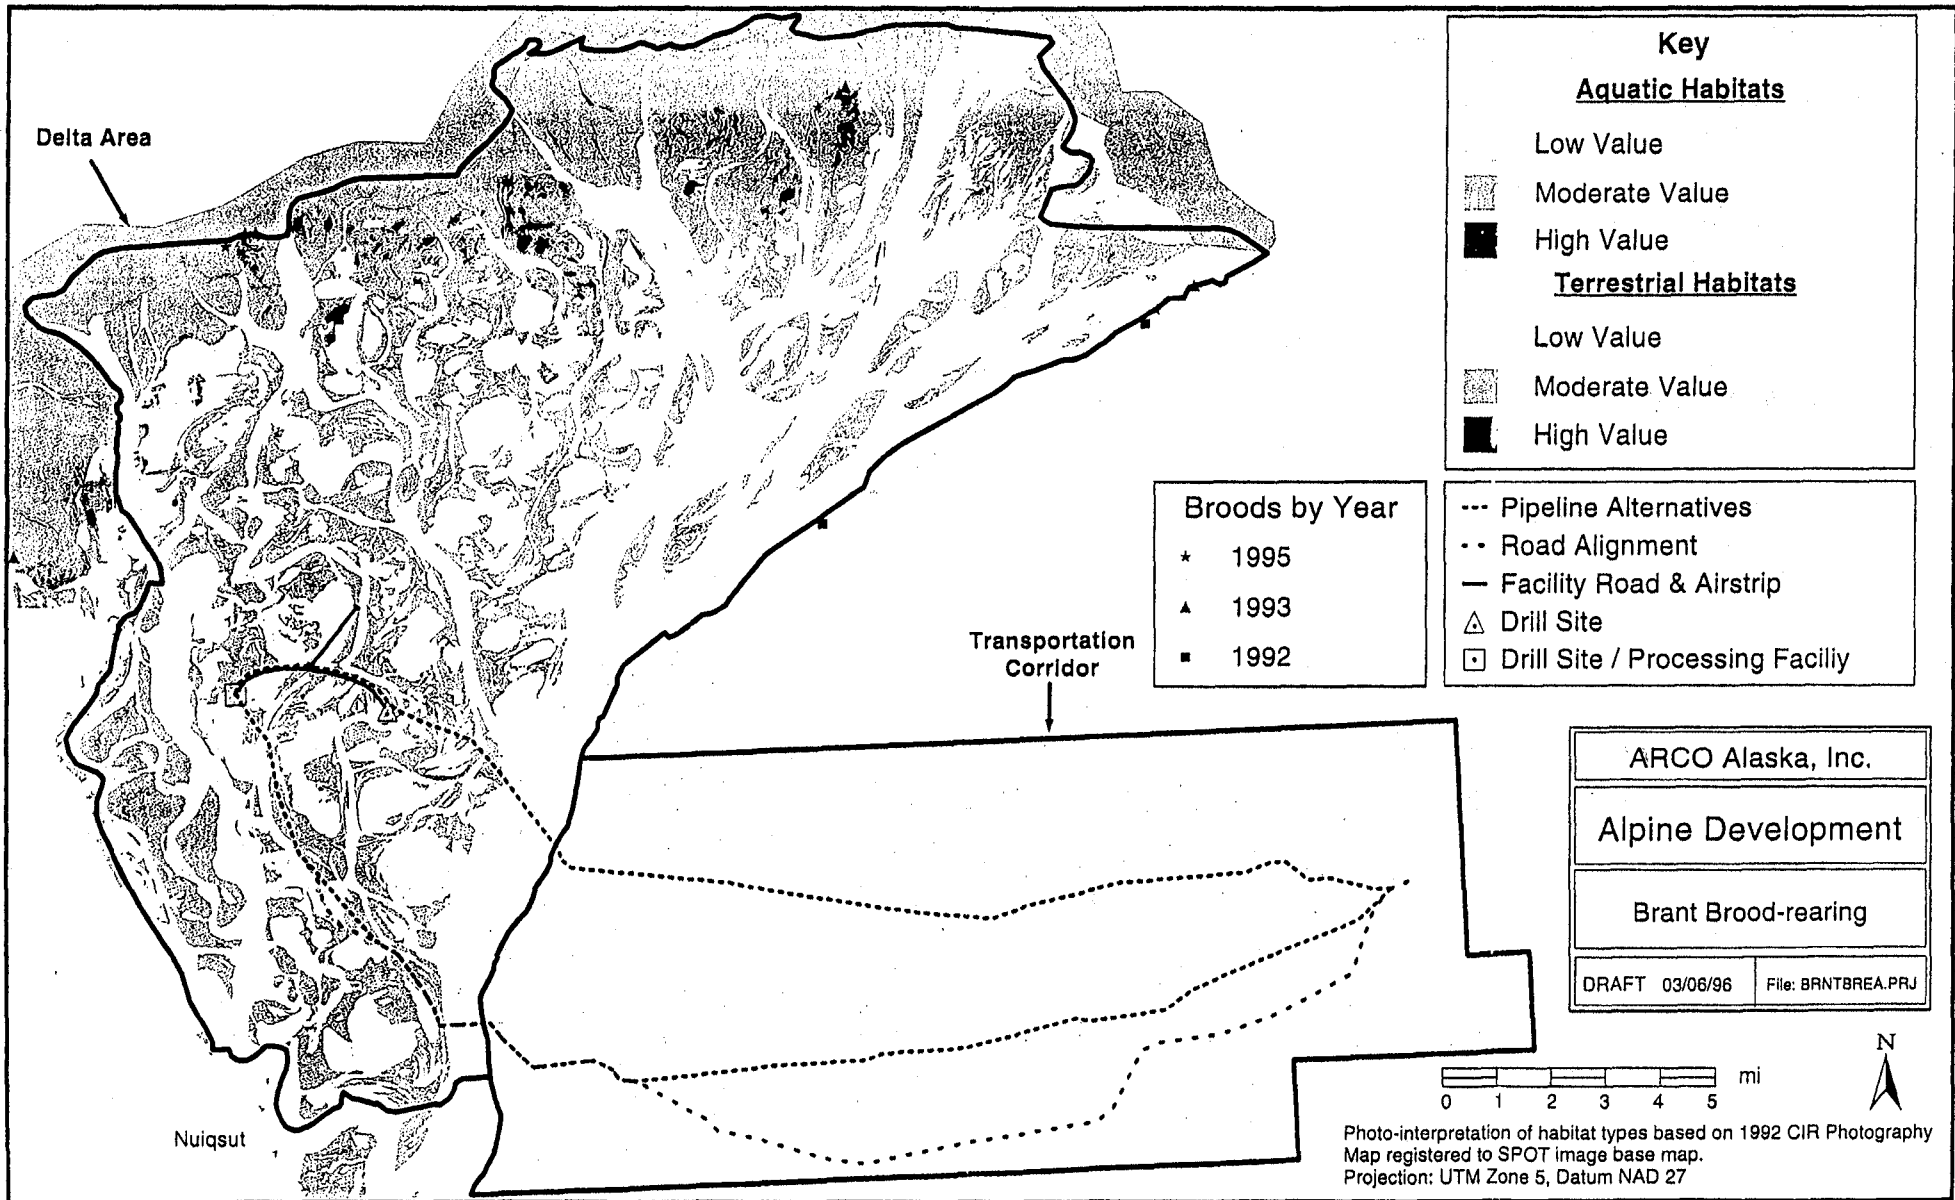 Delta Area
Key
Aquatic Habitats
Low Value
Moderate Value
High Value
Terrestrial Habitats
Low Value
Moderate Value
High Value
Broods by Year
1995
1993
1992
Pipeline Alternatives
Road Alignment
Facility Road & Airstrip
Drill Site
Drill Site / Processing Faciliy
Transportation
Corridor
ARCO Alaska, Inc.
Alpine Development
Brant Brood-rearing
DRAFT 03/06/96 File: BRNTBREA.PRJ
N
mi
0 1 2 3 4 5
Nuiqsut
Photo-interpretation of habitat types based on 1992 CIR Photography
Map registered to SPOT image base map.
Projection: UTM Zone 5, Datum NAD 27